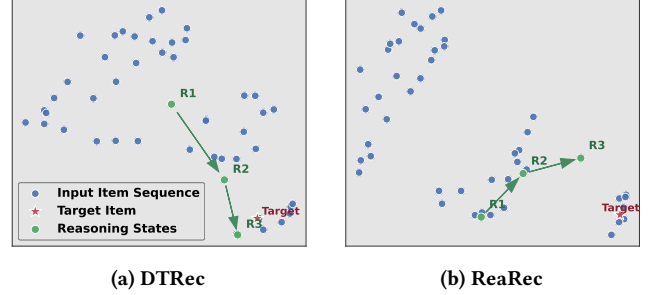 R1
R2
R3
Target
Input Item Sequence
Target Item
Reasoning States
(a) DTRec
R3
R2
R1
Target
(b) ReaRec